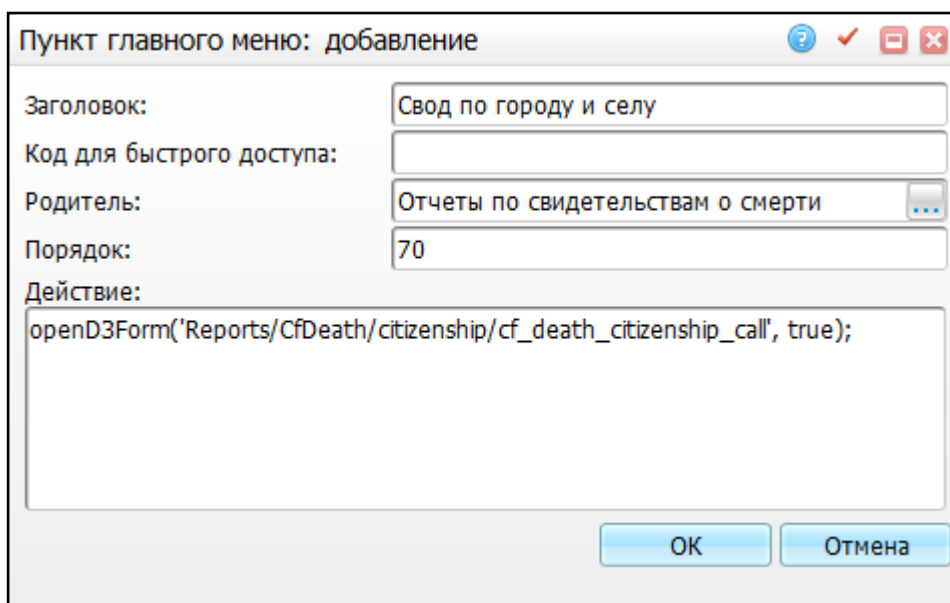 Пункт главного меню: добавление
Заголовок: Свод по городу и селу
Код для быстрого доступа:
Родитель: Отчеты по свидетельствам о смерти ...
Порядок: 70
Действие:
openD3Form('Reports/CfDeath/citizenship/cf_death_citizenship_call', true);
ОК Отмена